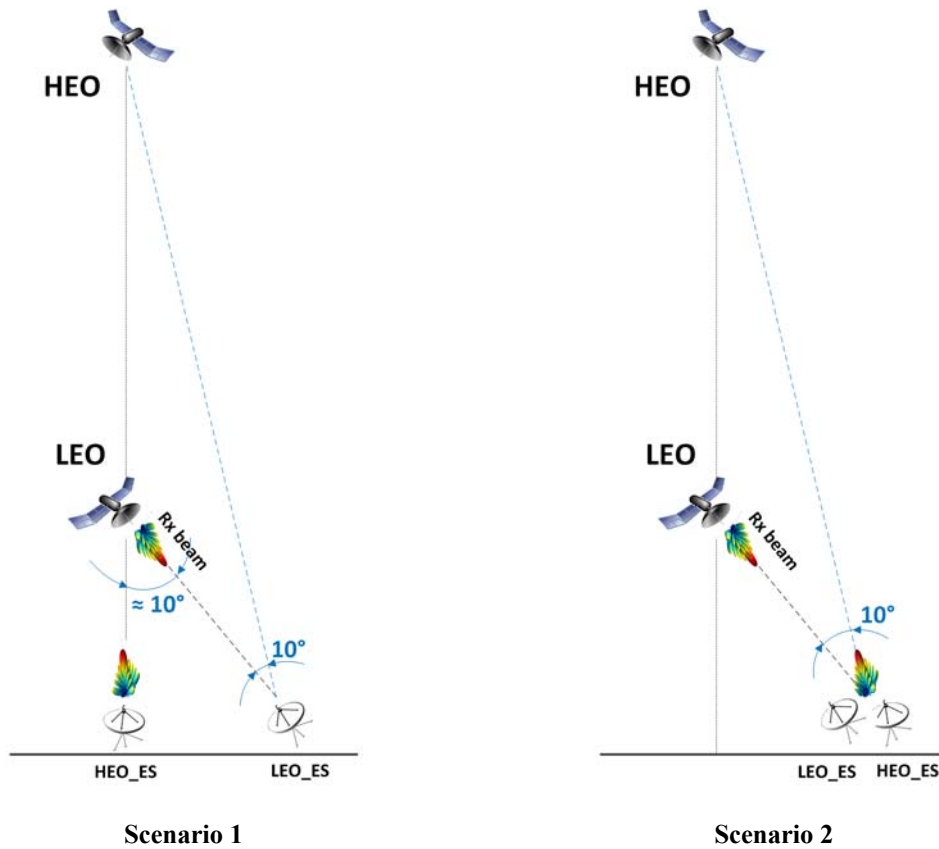 HEO
LEO
Rx beam
≈ 10°
10°
HEO_ES
LEO_ES
Scenario 1
HEO
LEO
Rx beam
10°
LEO_ES
HEO_ES
Scenario 2